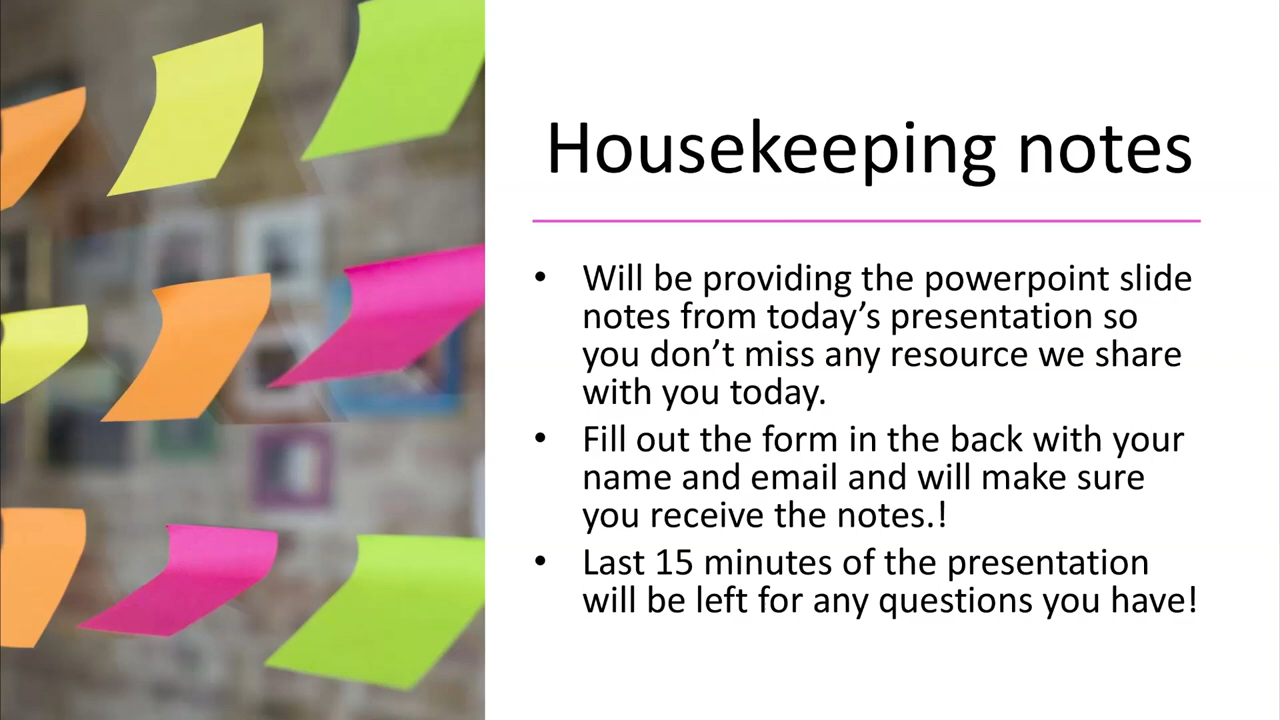 Housekeeping notes
• Will be providing the powerpoint slide
notes from today’s presentation so
you don’t miss any resource we share
with you today.
• Fill out the form in the back with your
name and email and will make sure
you receive the notes.!
• Last 15 minutes of the presentation
will be left for any questions you have!